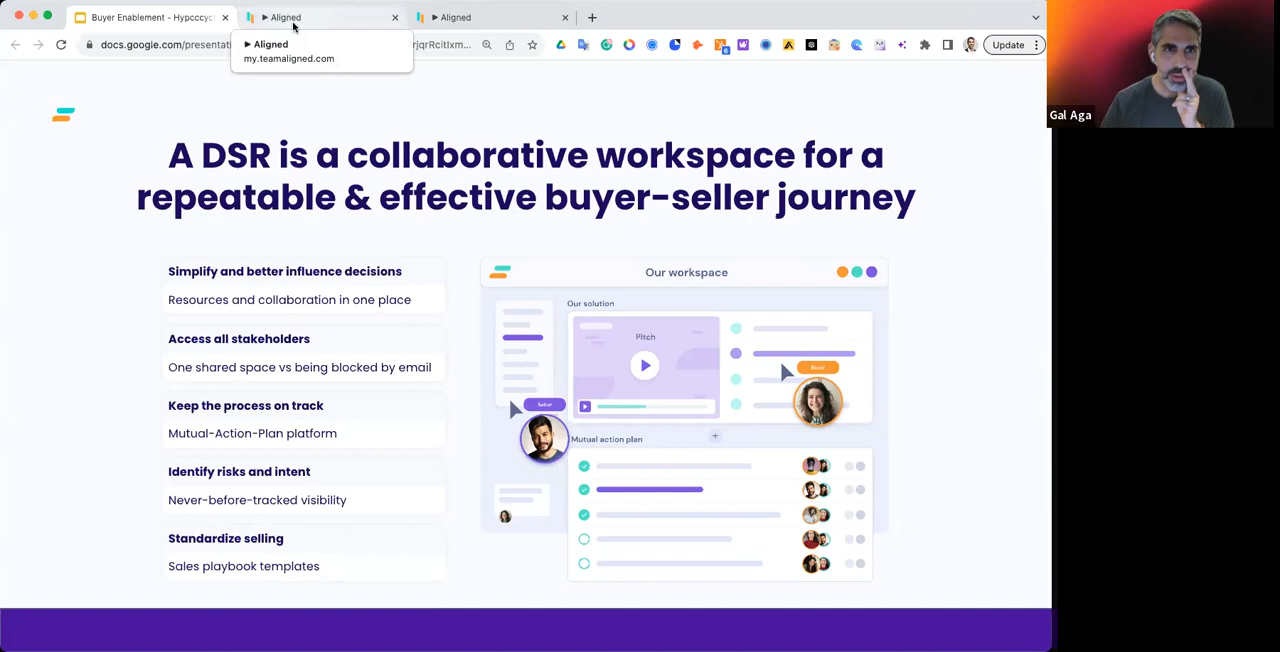 Buyer Enablement - Hypcccyc
▶ Aligned
▶ Aligned
docs.google.com/presentati
rjqrRcitIxm...
Update
▶ Aligned
my.teamaligned.com
Gal Aga
A DSR is a collaborative workspace for a
repeatable & effective buyer-seller journey
Simplify and better influence decisions
Resources and collaboration in one place
Access all stakeholders
One shared space vs being blocked by email
Keep the process on track
Mutual-Action-Plan platform
Identify risks and intent
Never-before-tracked visibility
Standardize selling
Sales playbook templates
Our workspace
Our solution
Pitch
Buyer
Seller
Mutual action plan